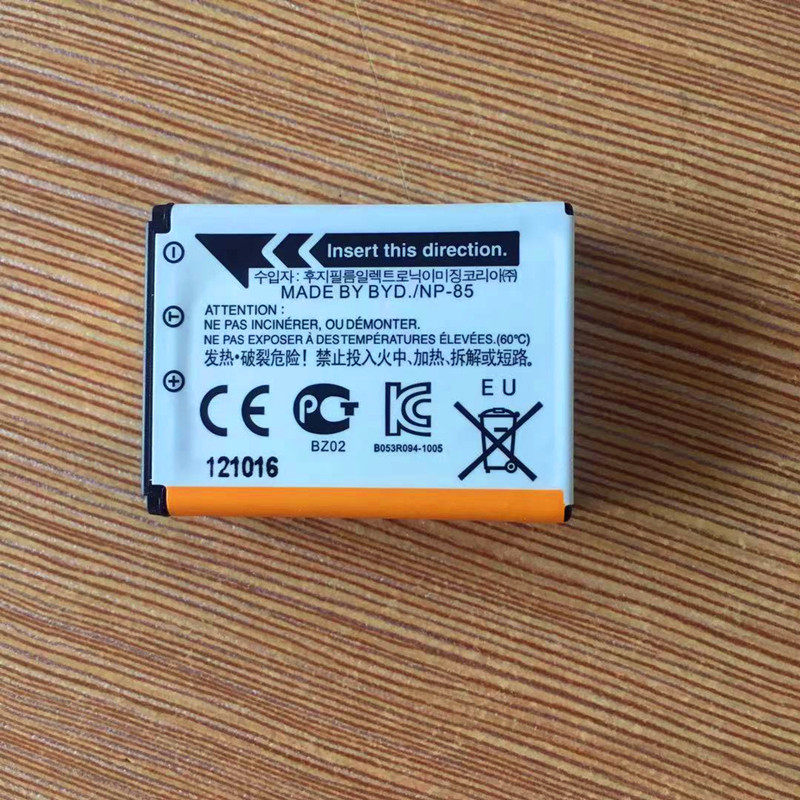 Insert this direction.
수입자: 후지필름일렉트로닉이미징코리아㈜
MADE BY BYD./NP-85
ATTENTION :
NE PAS INCINÉRER, OU DÉMONTER.
NE PAS EXPOSER À DESTEMPÉRATURES ÉLEVÉES.(60℃)
发热·破裂危险！禁止投入火中、加热、拆解或短路.
CE PCT KC EU
BZ02 B053R094-1005
121016
- T +